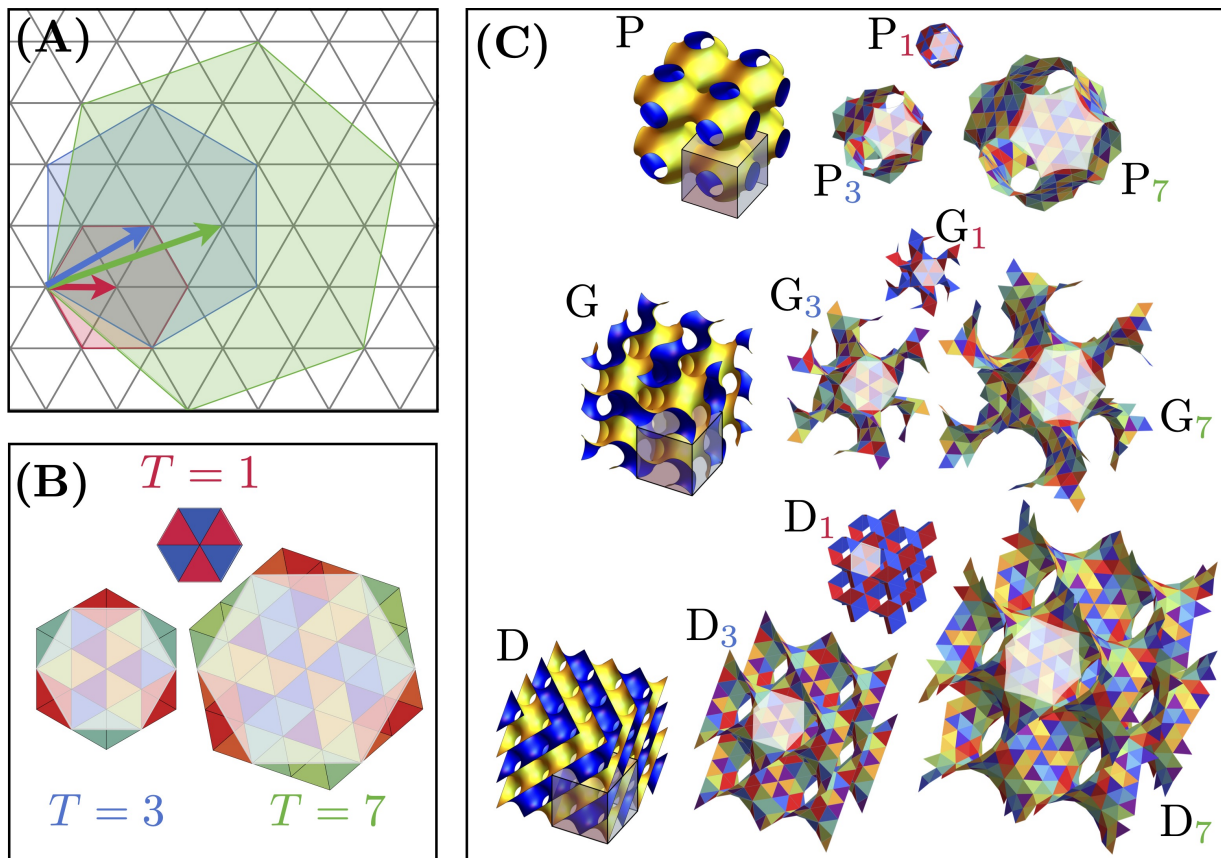 (A)
(B)
T = 1
T = 3
T = 7
(C)
P
P₁
P₃
P₇
G
G₁
G₃
G₇
D
D₁
D₃
D₇